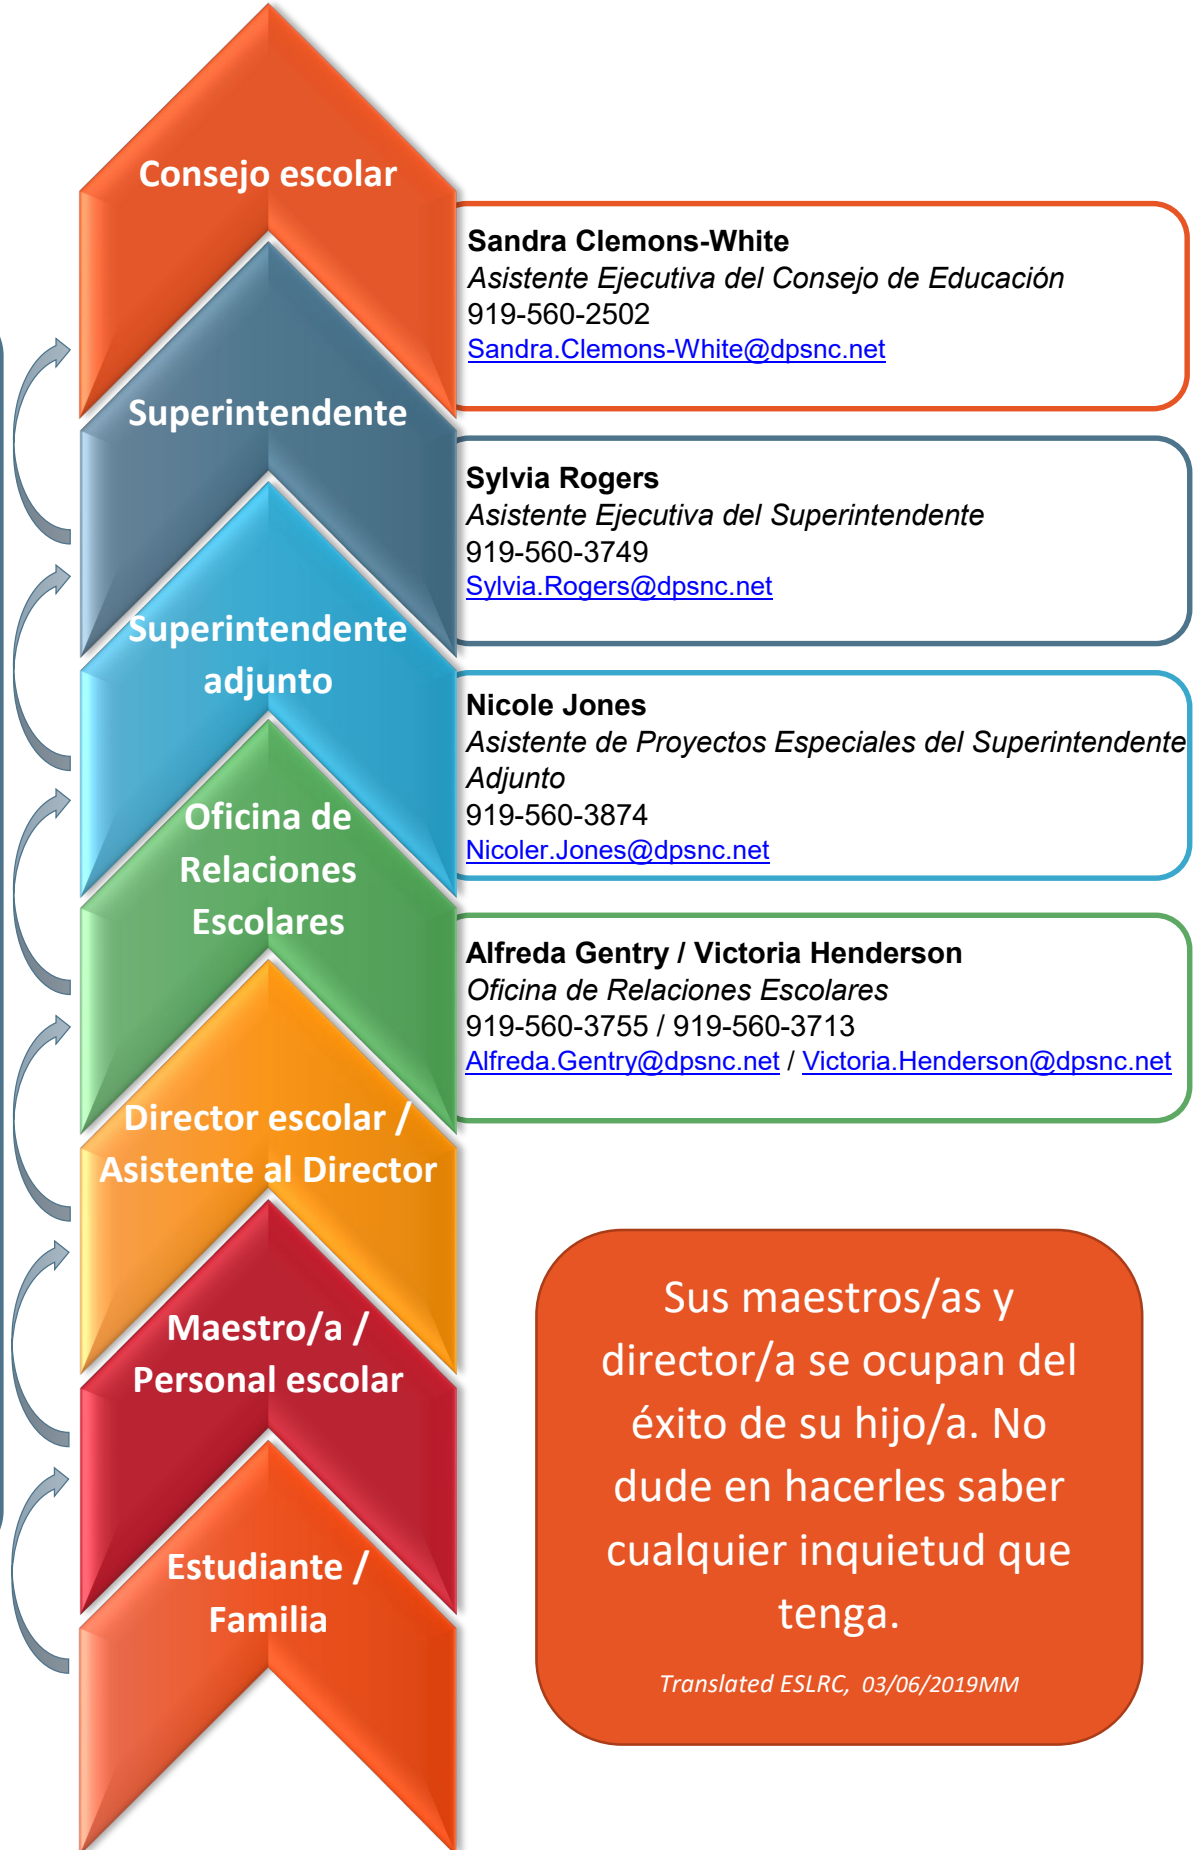 Consejo escolar
Sandra Clemons-White
Asistente Ejecutiva del Consejo de Educación
919-560-2502
Sandra.Clemons-White@dpsnc.net
Superintendente
Sylvia Rogers
Asistente Ejecutiva del Superintendente
919-560-3749
Sylvia.Rogers@dpsnc.net
Superintendente
adjunto
Nicole Jones
Asistente de Proyectos Especiales del Superintendente
Adjunto
919-560-3874
Nicoler.Jones@dpsnc.net
Oficina de
Relaciones
Escolares
Alfreda Gentry / Victoria Henderson
Oficina de Relaciones Escolares
919-560-3755 / 919-560-3713
Alfreda.Gentry@dpsnc.net / Victoria.Henderson@dpsnc.net
Director escolar /
Asistente al Director
Maestro/a /
Personal escolar
Estudiante /
Familia
Sus maestros/as y
director/a se ocupan del
éxito de su hijo/a. No
dude en hacerles saber
cualquier inquietud que
tenga.
Translated ESLRC, 03/06/2019MM